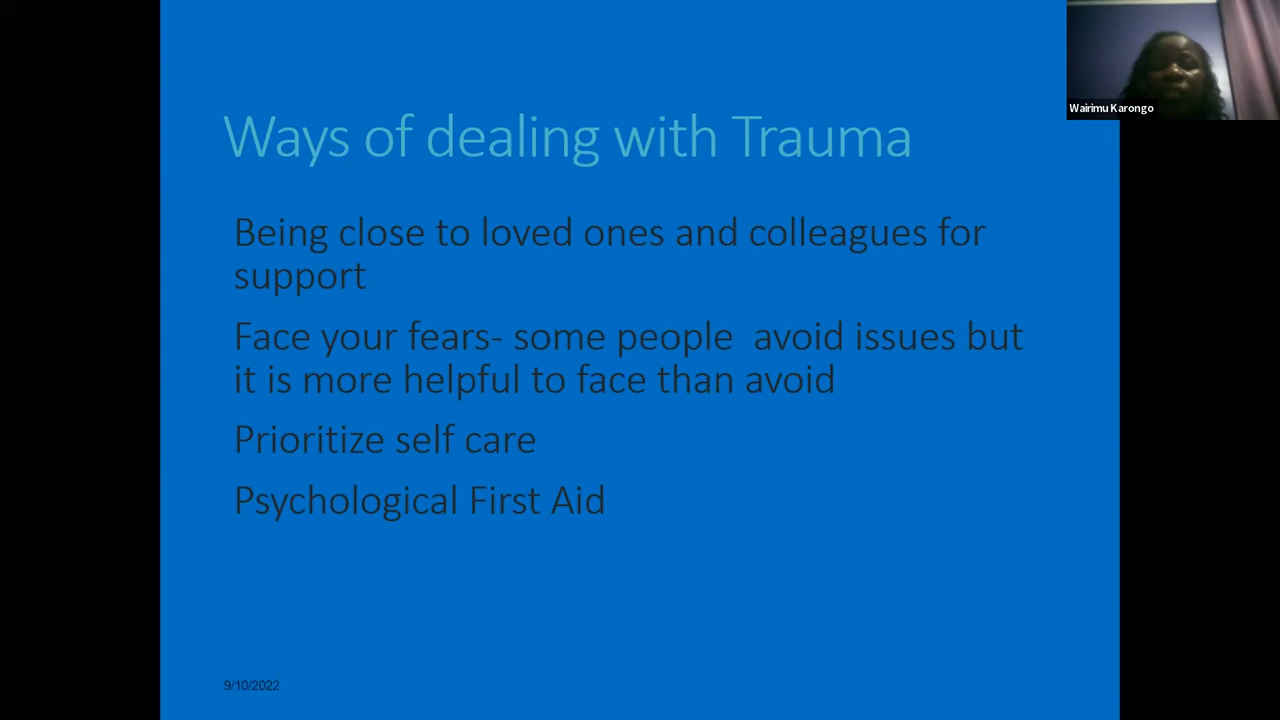 Wairimu Karongo
Ways of dealing with Trauma
Being close to loved ones and colleagues for
support
Face your fears- some people  avoid issues but
it is more helpful to face than avoid
Prioritize self care
Psychological First Aid
9/10/2022